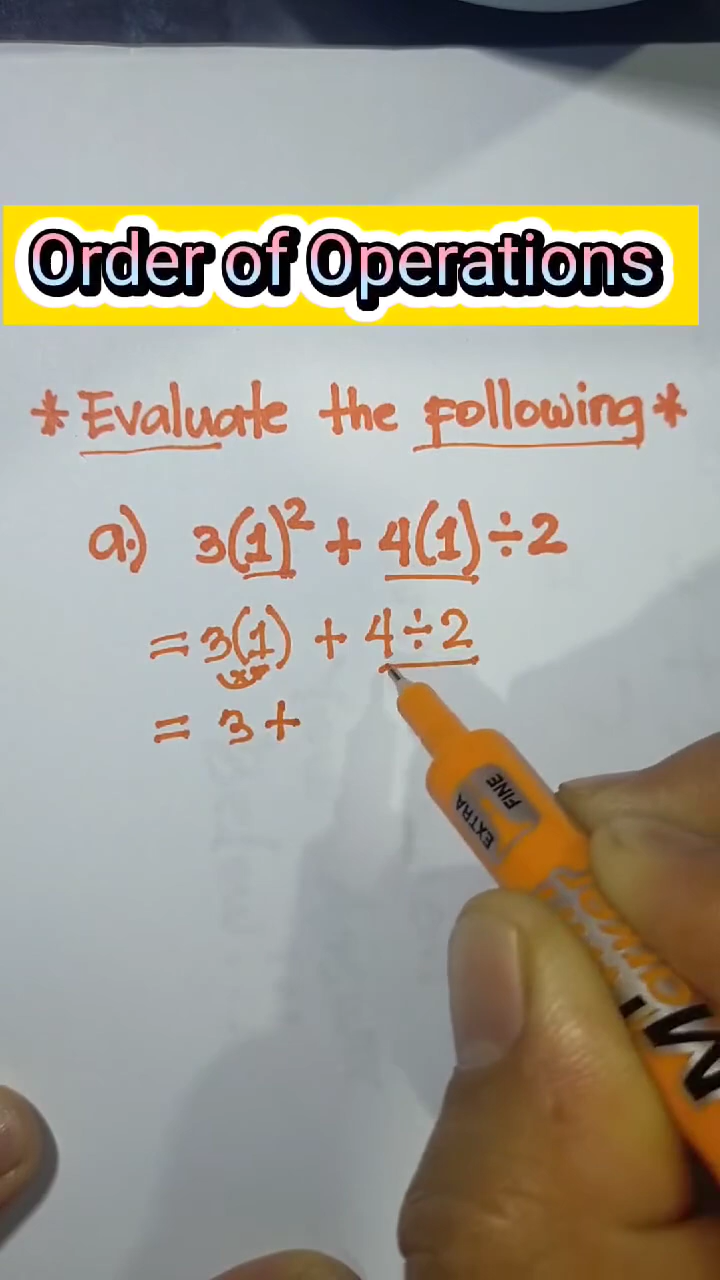 Order of Operations
*Evaluate the following*
a.) 3(1)² + 4(1)÷2
= 3(1) + 4÷2
= 3+
EXTRA
FINE